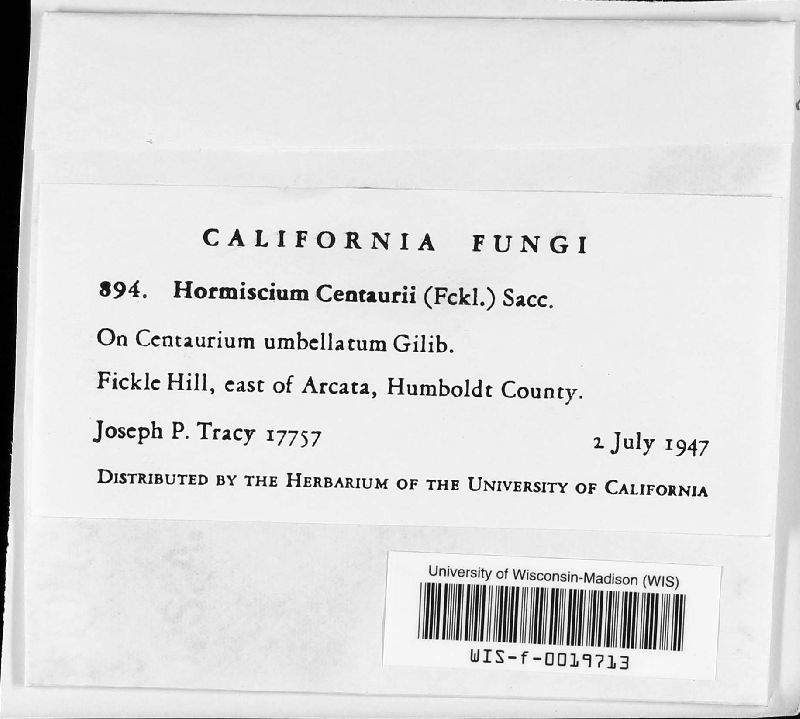 CALIFORNIA FUNGI
894. Hormiscium Centaurii (Fckl.) Sacc.
On Centaurium umbellatum Gilib.
Fickle Hill, east of Arcata, Humboldt County.
Joseph P. Tracy 17757 2 July 1947
DISTRIBUTED BY THE HERBARIUM OF THE UNIVERSITY OF CALIFORNIA
University of Wisconsin-Madison (WIS)
WIS-f-0019713